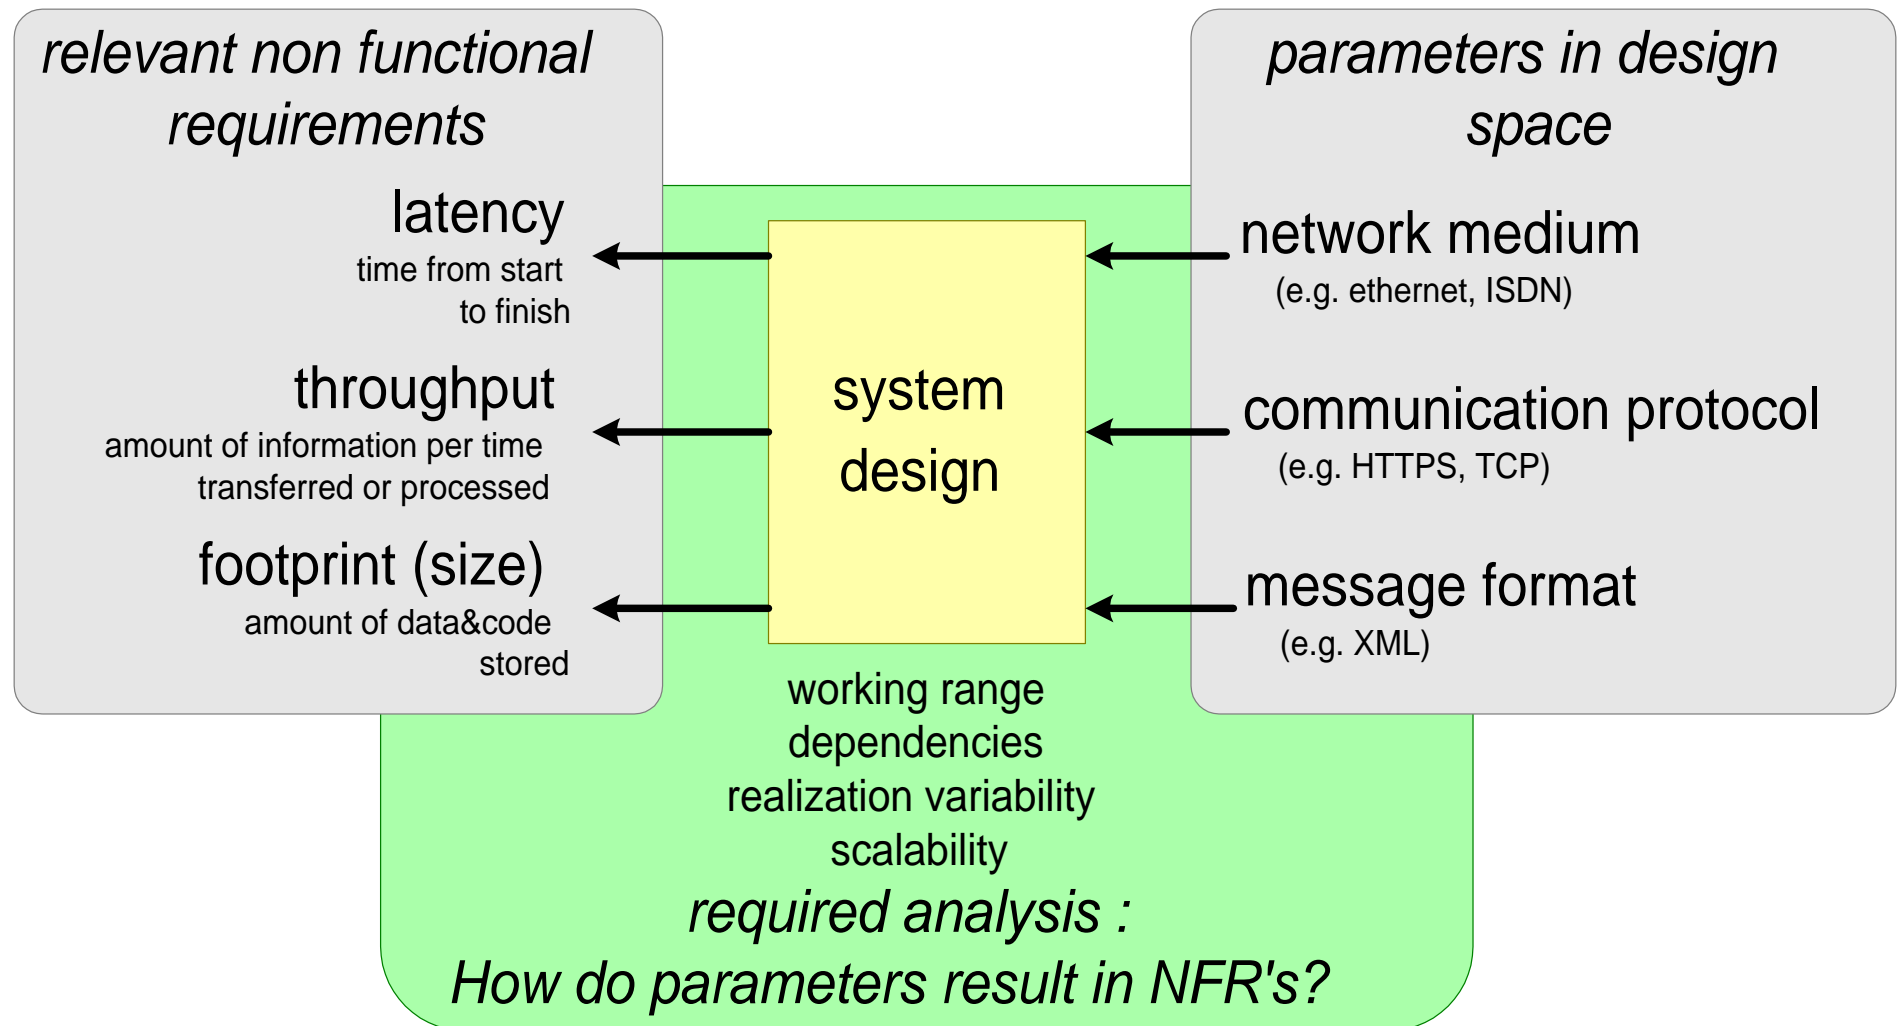 relevant non functional
requirements
latency
time from start
to finish
throughput
amount of information per time
transferred or processed
footprint (size)
amount of data&code
stored
system
design
working range
dependencies
realization variability
scalability
required analysis :
How do parameters result in NFR's?
parameters in design
space
network medium
(e.g. ethernet, ISDN)
communication protocol
(e.g. HTTPS, TCP)
message format
(e.g. XML)